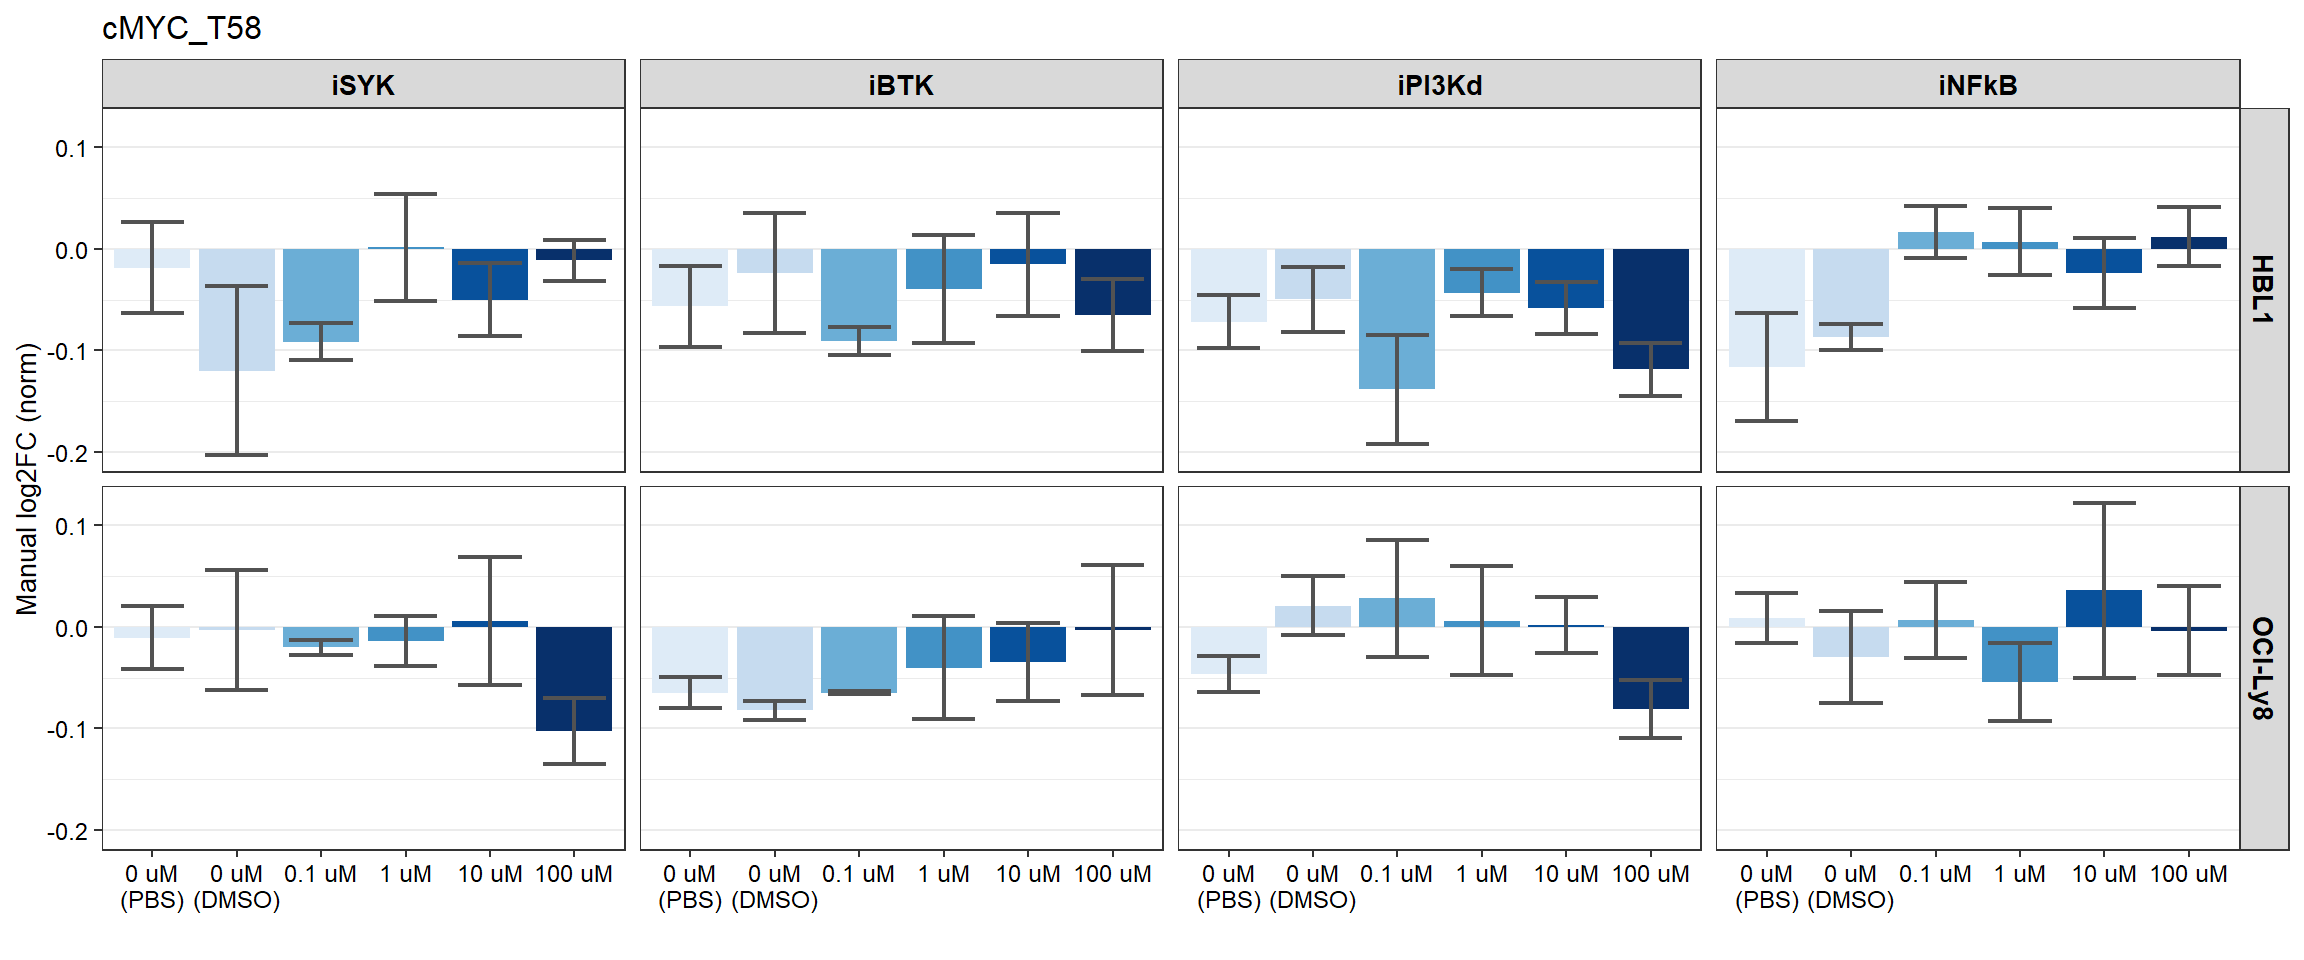 cMYC_T58
iSYK
iBTK
iPI3Kd
iNFkB
Manual log2FC (norm)
0.1
0.0
-0.1
-0.2
HBL1
0.1
0.0
-0.1
-0.2
OCI-Ly8
0 uM 0 uM 0.1 uM 1 uM 10 uM 100 uM
(PBS) (DMSO)
0 uM 0 uM 0.1 uM 1 uM 10 uM 100 uM
(PBS) (DMSO)
0 uM 0 uM 0.1 uM 1 uM 10 uM 100 uM
(PBS) (DMSO)
0 uM 0 uM 0.1 uM 1 uM 10 uM 100 uM
(PBS) (DMSO)